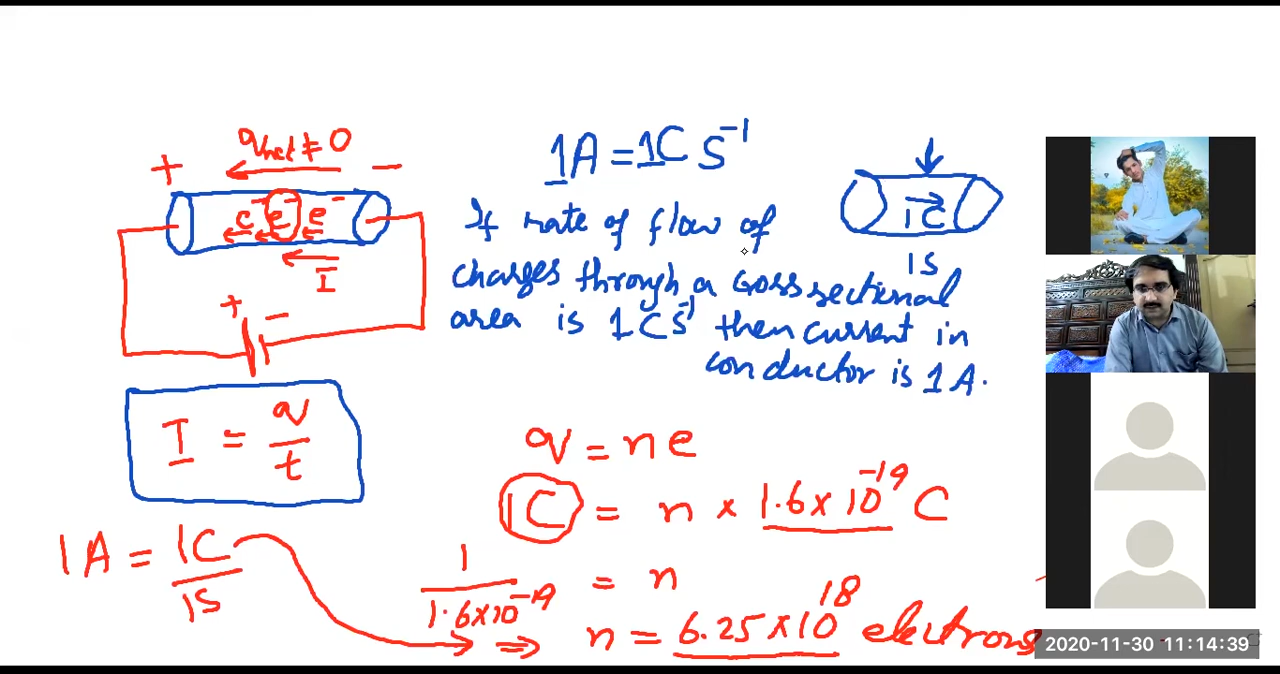 qnet ≠ 0
+ −
e⁻ e⁻ e⁻
I
+ −
I = q/t
1A = 1C/1S
1A = 1C S⁻¹
If rate of flow of
charges through a cross sectional
area is 1 C S⁻¹ then current in
conductor is 1 A.
1C
1S
q = ne
1C = n × 1.6 × 10⁻¹⁹ C
1/1.6×10⁻¹⁹ = n
⇒ n = 6.25 × 10¹⁸ electrons
2020-11-30 11:14:39